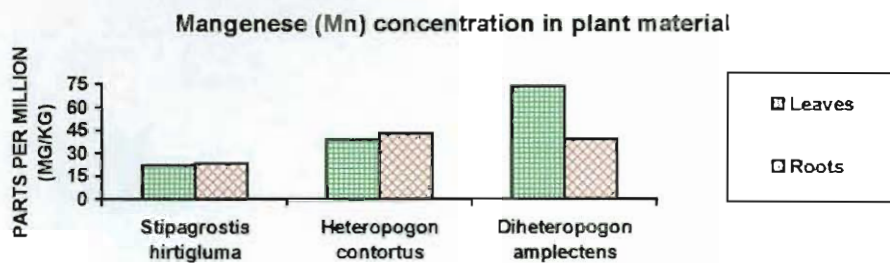 Mangenese (Mn) concentration in plant material
PARTS PER MILLION
(MG/KG)
75
60
45
30
15
0
Stipagrostis
hirtigluma
Heteropogon
contortus
Diheteropogon
amplectens
Leaves
Roots